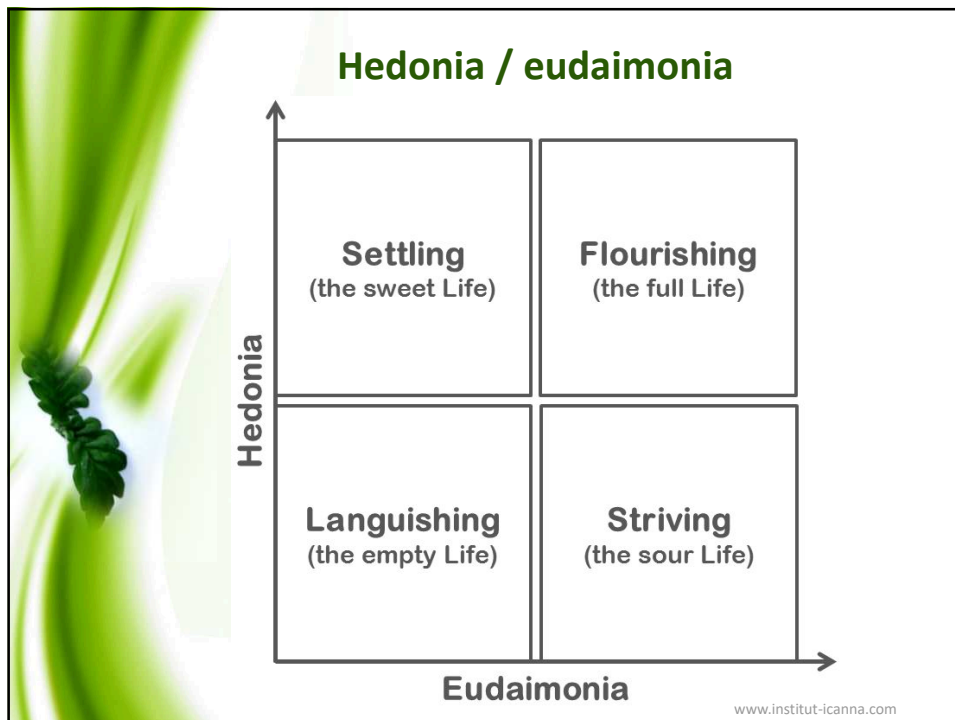 Hedonia / eudaimonia
Settling
(the sweet Life)
Flourishing
(the full Life)
Hedonia
Languishing
(the empty Life)
Striving
(the sour Life)
Eudaimonia
www.institut-icanna.com